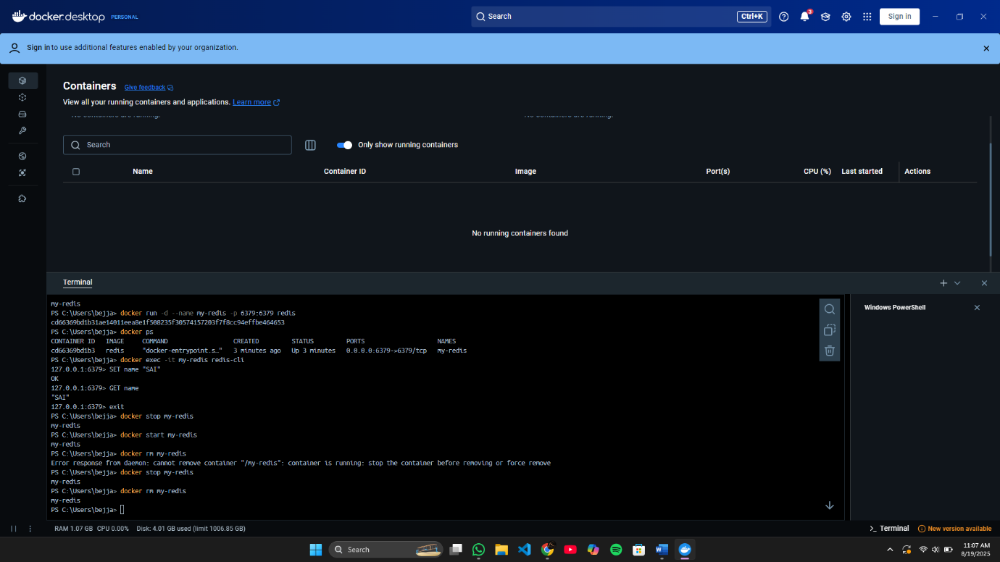 docker.desktop PERSONAL
Search Ctrl+K
3
Sign in
Sign in to use additional features enabled by your organization.
Containers Give feedback
View all your running containers and applications. Learn more
No containers are running. No containers are running.
Search Only show running containers
Name Container ID Image Port(s) CPU (%) Last started Actions
No running containers found
Terminal
my-redis
PS C:\Users\bejja> docker run -d --name my-redis -p 6379:6379 redis
cd66369bd1b31ae14011eea8e1f508235f30574157203f7f8cc94effbe464653
PS C:\Users\bejja> docker ps
CONTAINER ID IMAGE COMMAND CREATED STATUS PORTS NAMES
cd66369bd1b3 redis "docker-entrypoint.s…" 3 minutes ago Up 3 minutes 0.0.0.0:6379->6379/tcp my-redis
PS C:\Users\bejja> docker exec -it my-redis redis-cli
127.0.0.1:6379> SET name "SAI"
OK
127.0.0.1:6379> GET name
"SAI"
127.0.0.1:6379> exit
PS C:\Users\bejja> docker stop my-redis
my-redis
PS C:\Users\bejja> docker start my-redis
my-redis
PS C:\Users\bejja> docker rm my-redis
Error response from daemon: cannot remove container "/my-redis": container is running: stop the container before removing or force remove
PS C:\Users\bejja> docker stop my-redis
my-redis
PS C:\Users\bejja> docker rm my-redis
my-redis
PS C:\Users\bejja>
Windows PowerShell
RAM 1.07 GB CPU 0.00% Disk: 4.01 GB used (limit 1006.85 GB)
>_ Terminal New version available
Search
11:07 AM
8/19/2025